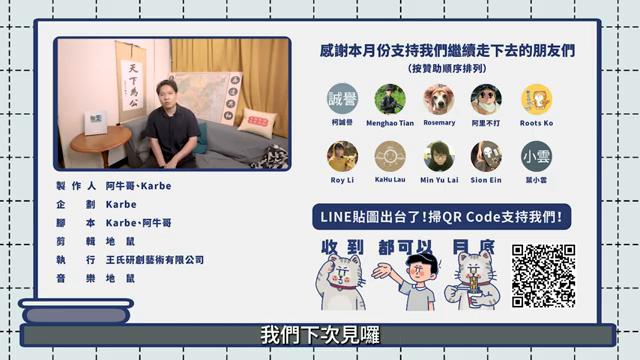 天下為公
感謝本月份支持我們繼續走下去的朋友們
(按贊助順序排列)
誠譽
柯誠譽 Menghao Tian Rosemary 阿里不打 Roots Ko
小雲
Roy Li KaHu Lau Min Yu Lai Sion Ein 葉小雲
製作人 阿牛哥、Karbe
企劃 Karbe
腳本 Karbe、阿牛哥
剪輯 地鼠
執行 王氏研創藝術有限公司
音樂 地鼠
LINE貼圖出台了!掃QR Code支持我們!
收到 都可以 月底
我們下次見囉